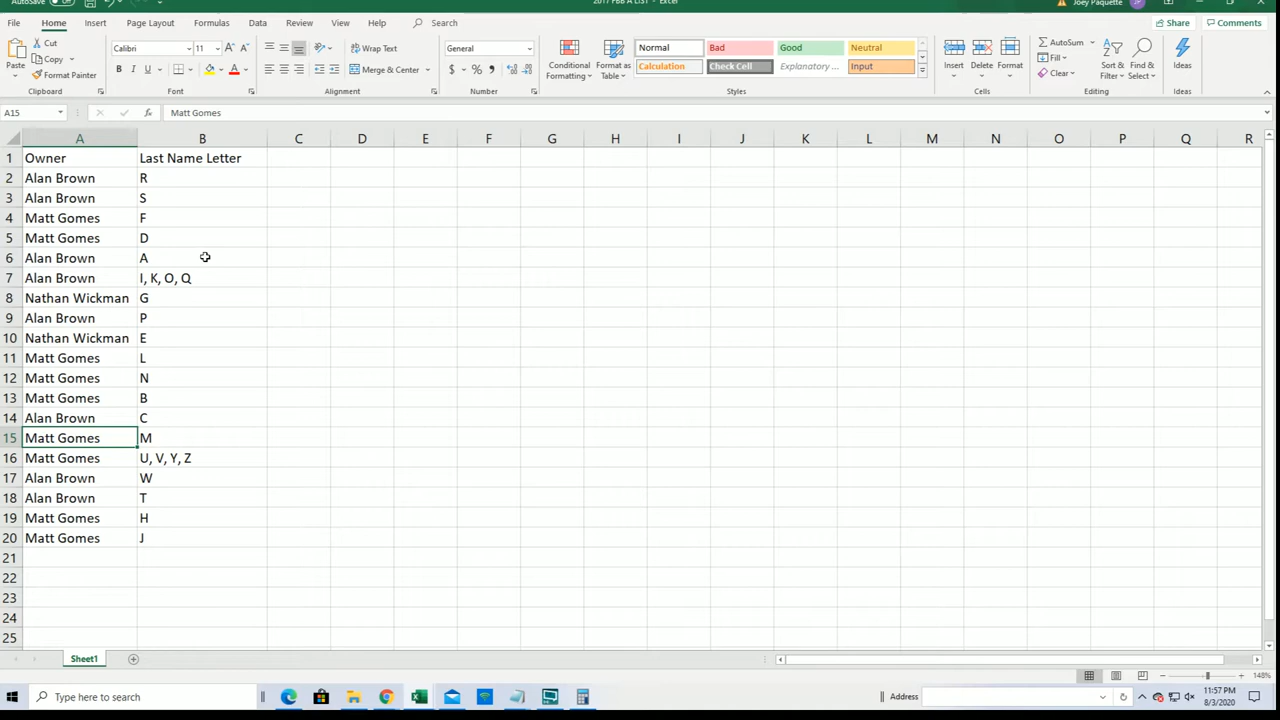 AutoSave Off 2017 FBB A LIST - Excel Joey Paquette JP
File Home Insert Page Layout Formulas Data Review View Help Search Share Comments
Paste Cut Copy Format Painter Clipboard
Calibri 11 B I U A Font
Wrap Text Merge & Center Alignment
General $ % , Number
Conditional Formatting Format as Table
Normal Bad Good Neutral
Calculation Check Cell Explanatory ... Input
Styles
Insert Delete Format Cells
AutoSum Fill Clear Sort & Filter Find & Select Editing
Ideas Ideas
A15 fx Matt Gomes
A B C D E F G H I J K L M N O P Q R
1 Owner Last Name Letter
2 Alan Brown R
3 Alan Brown S
4 Matt Gomes F
5 Matt Gomes D
6 Alan Brown A
7 Alan Brown I, K, O, Q
8 Nathan Wickman G
9 Alan Brown P
10 Nathan Wickman E
11 Matt Gomes L
12 Matt Gomes N
13 Matt Gomes B
14 Alan Brown C
15 Matt Gomes M
16 Matt Gomes U, V, Y, Z
17 Alan Brown W
18 Alan Brown T
19 Matt Gomes H
20 Matt Gomes J
21
22
23
24
25
Sheet1
148%
Type here to search Address 11:57 PM
8/3/2020